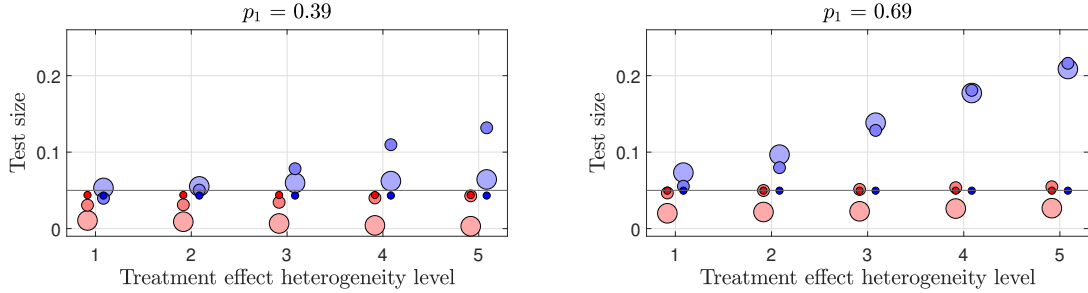 p₁ = 0.39
Test size
0.2
0.1
0
1 2 3 4 5
Treatment effect heterogeneity level
p₁ = 0.69
Test size
0.2
0.1
0
1 2 3 4 5
Treatment effect heterogeneity level